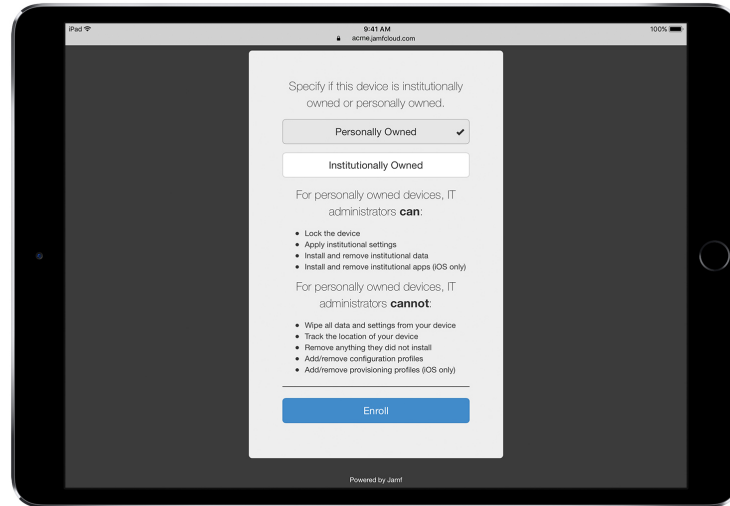 iPad
9:41 AM
100%
acme.jamfcloud.com
Specify if this device is institutionally
owned or personally owned.
Personally Owned
Institutionally Owned
For personally owned devices, IT
administrators can:
• Lock the device
• Apply institutional settings
• Install and remove institutional data
• Install and remove institutional apps (iOS only)
For personally owned devices, IT
administrators cannot:
• Wipe all data and settings from your device
• Track the location of your device
• Remove anything they did not install
• Add/remove configuration profiles
• Add/remove provisioning profiles (iOS only)
Enroll
Powered by Jamf